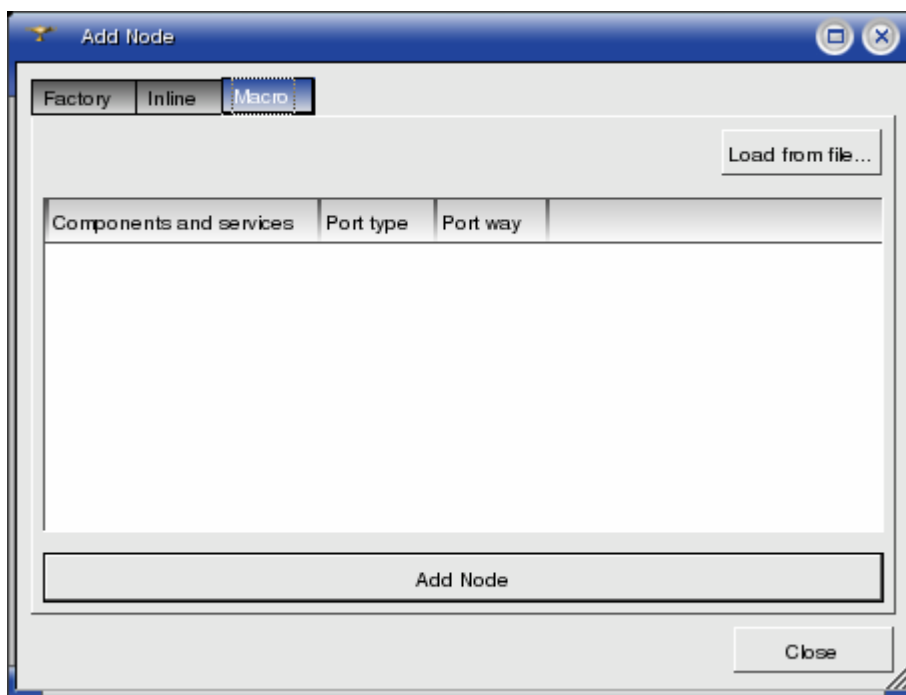 Add Node
Factory Inline Macro
Load from file...
Components and services Port type Port way
Add Node
Close